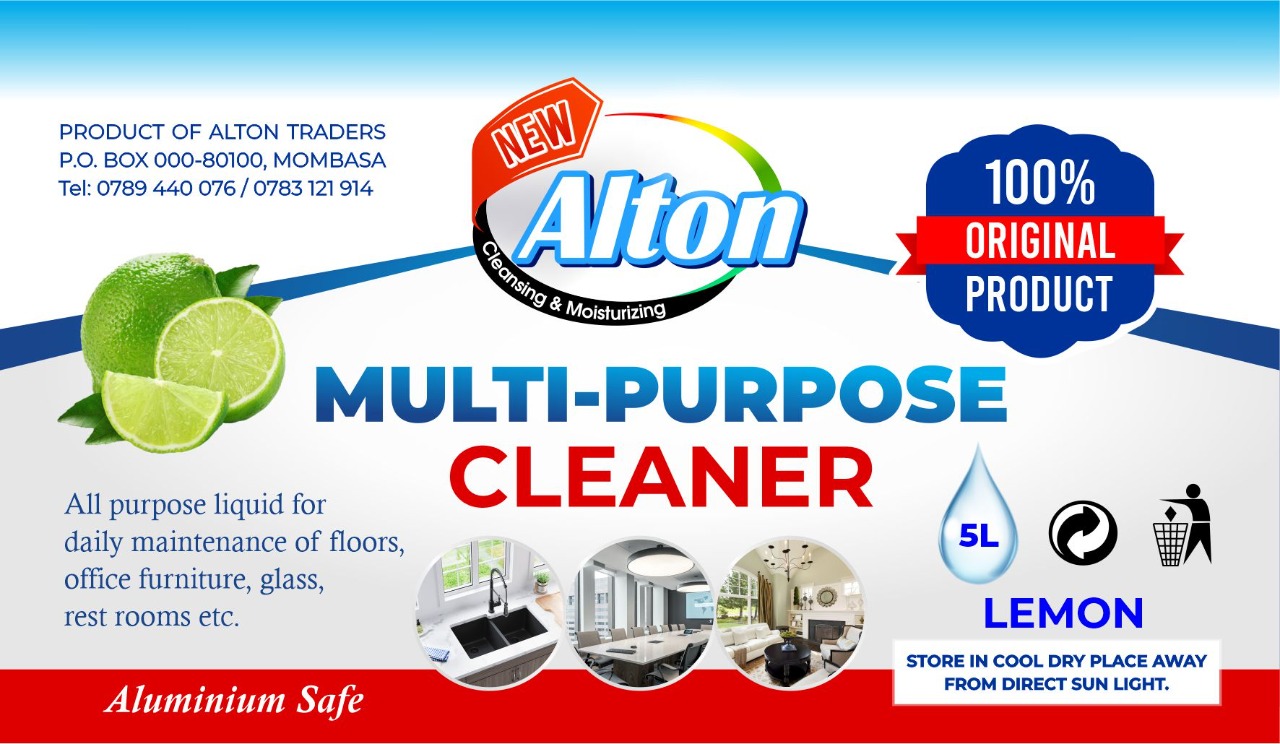 PRODUCT OF ALTON TRADERS
P.O. BOX 000-80100, MOMBASA
Tel: 0789 440 076 / 0783 121 914
NEW
Alton
Cleansing & Moisturizing
100%
ORIGINAL
PRODUCT
MULTI-PURPOSE
CLEANER
All purpose liquid for
daily maintenance of floors,
office furniture, glass,
rest rooms etc.
5L
LEMON
STORE IN COOL DRY PLACE AWAY
FROM DIRECT SUN LIGHT.
Aluminium Safe